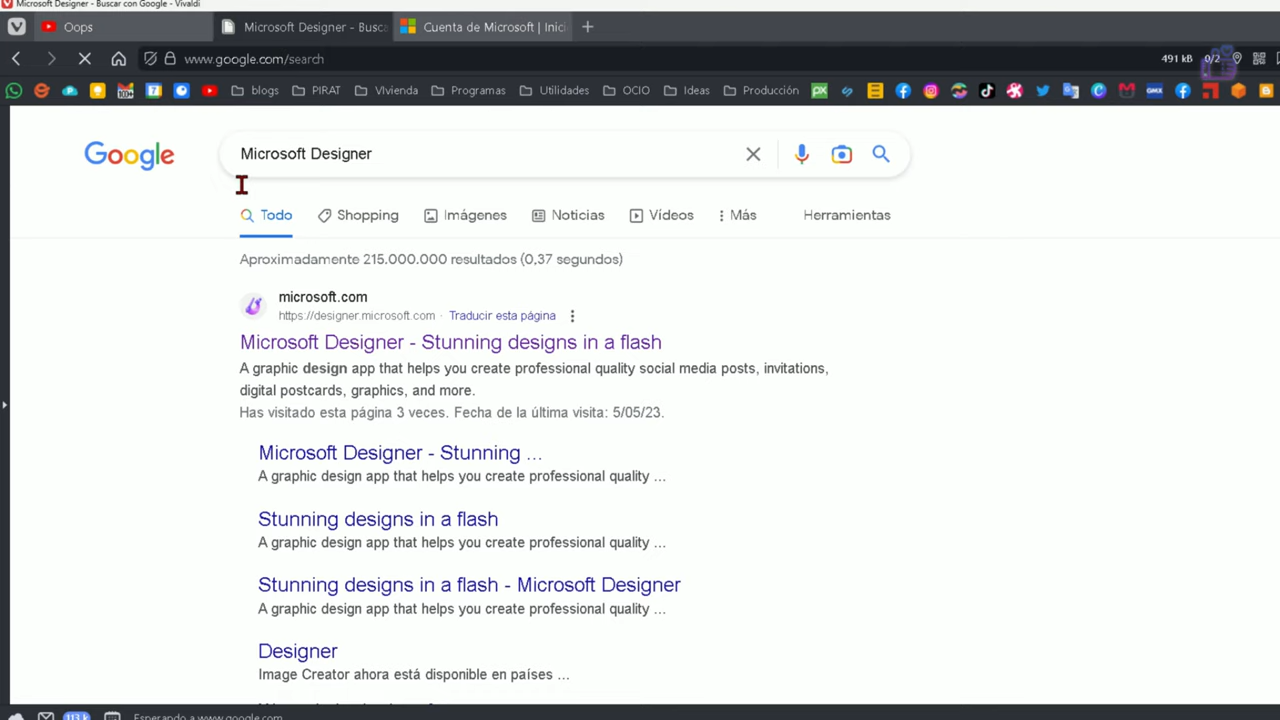 Microsoft Designer - Buscar con Google - Vivaldi
Oops
Microsoft Designer - Busca
Cuenta de Microsoft | Inici
www.google.com/search
491 kB
0/2
blogs
PIRAT
VIvienda
Programas
Utilidades
OCIO
Ideas
Producción
Google
Microsoft Designer
Todo
Shopping
Imágenes
Noticias
Vídeos
Más
Herramientas
Aproximadamente 215.000.000 resultados (0,37 segundos)
microsoft.com
https://designer.microsoft.com · Traducir esta página
Microsoft Designer - Stunning designs in a flash
A graphic design app that helps you create professional quality social media posts, invitations,
digital postcards, graphics, and more.
Has visitado esta página 3 veces. Fecha de la última visita: 5/05/23.
Microsoft Designer - Stunning ...
A graphic design app that helps you create professional quality ...
Stunning designs in a flash
A graphic design app that helps you create professional quality ...
Stunning designs in a flash - Microsoft Designer
A graphic design app that helps you create professional quality ...
Designer
Image Creator ahora está disponible en países ...
113 k
Esperando a www.google.com